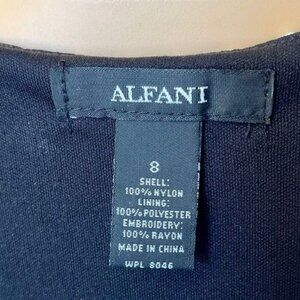 ALFANI
8
SHELL:
100% NYLON
LINING:
100% POLYESTER
EMBROIDERY:
100% RAYON
MADE IN CHINA
WPL 8046